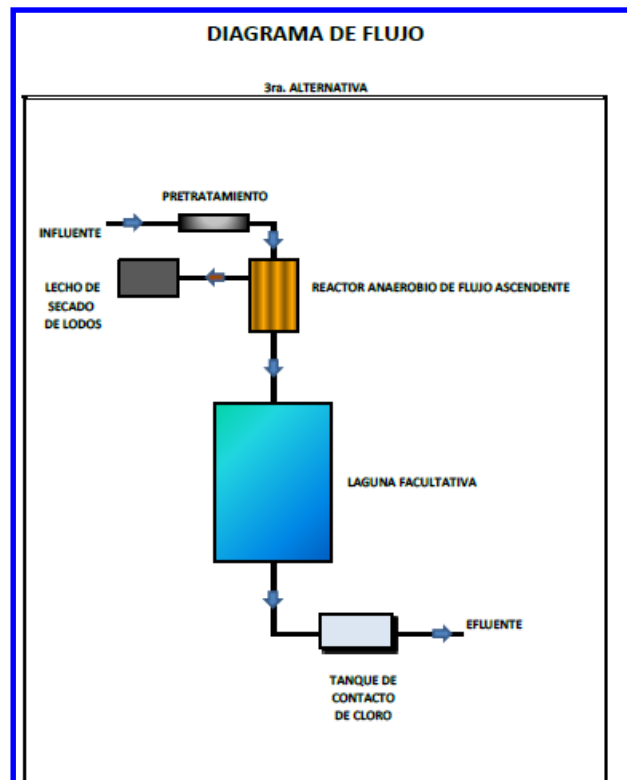 DIAGRAMA DE FLUJO
3ra. ALTERNATIVA
PRETRATAMIENTO
INFLUENTE
LECHO DE
SECADO
DE LODOS
REACTOR ANAEROBIO DE FLUJO ASCENDENTE
LAGUNA FACULTATIVA
EFLUENTE
TANQUE DE
CONTACTO
DE CLORO